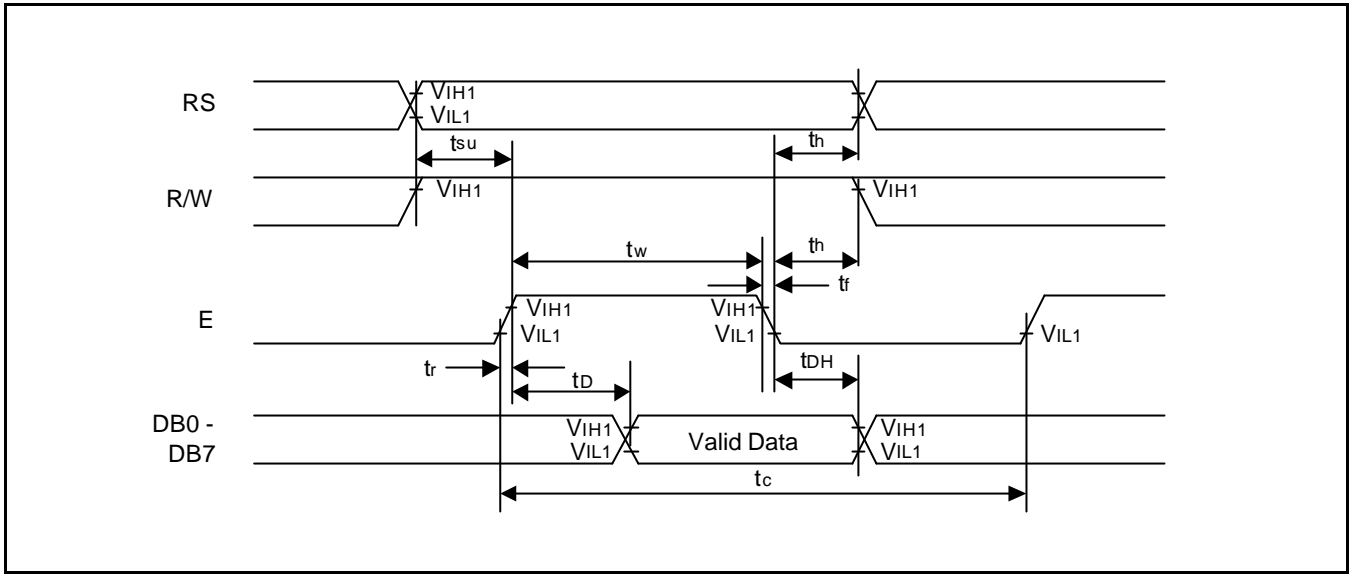 RS
VIH1
VIL1
tsu
th
R/W
VIH1
VIH1
tw
th
tf
E
VIH1
VIL1
VIH1
VIL1
VIL1
tr
tD
tDH
DB0 -
DB7
VIH1
VIL1
Valid Data
VIH1
VIL1
tc